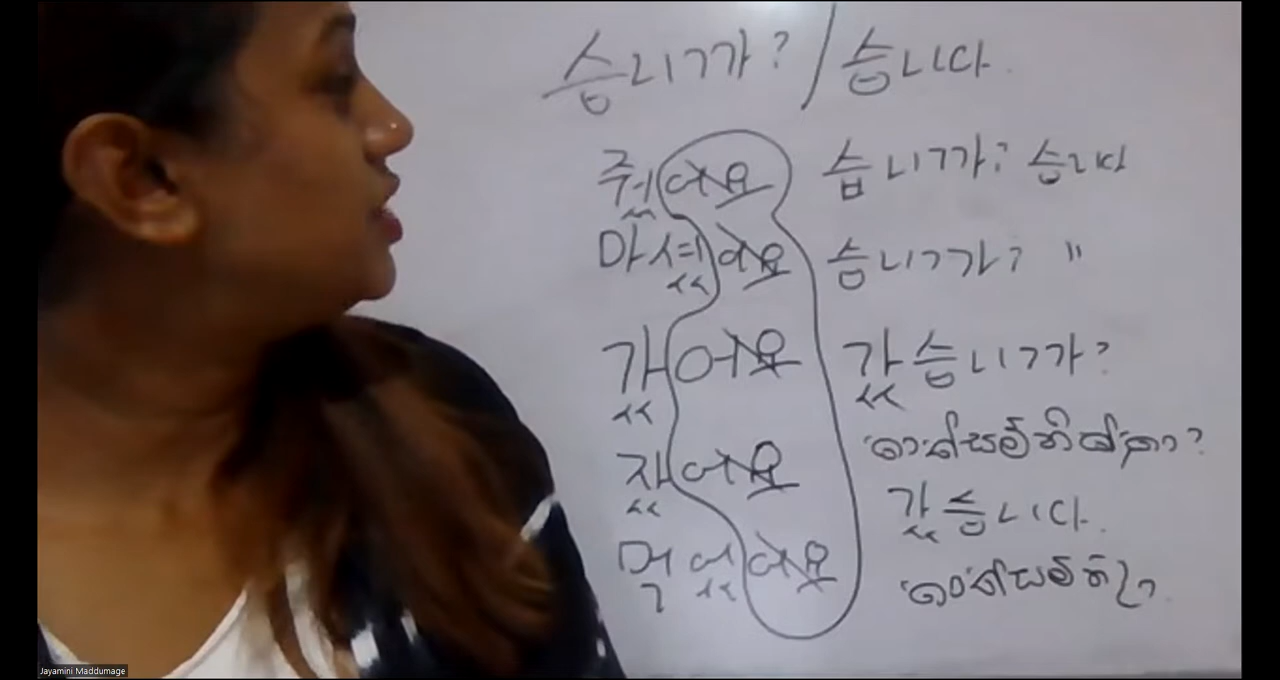 습니까? / 습니다.
줬어요 습니까? 습니다
마셨어요 습니까? "
갔어요 갔습니까?
잤어요
갔습니다.
먹었어요
Jayamini Maddumage